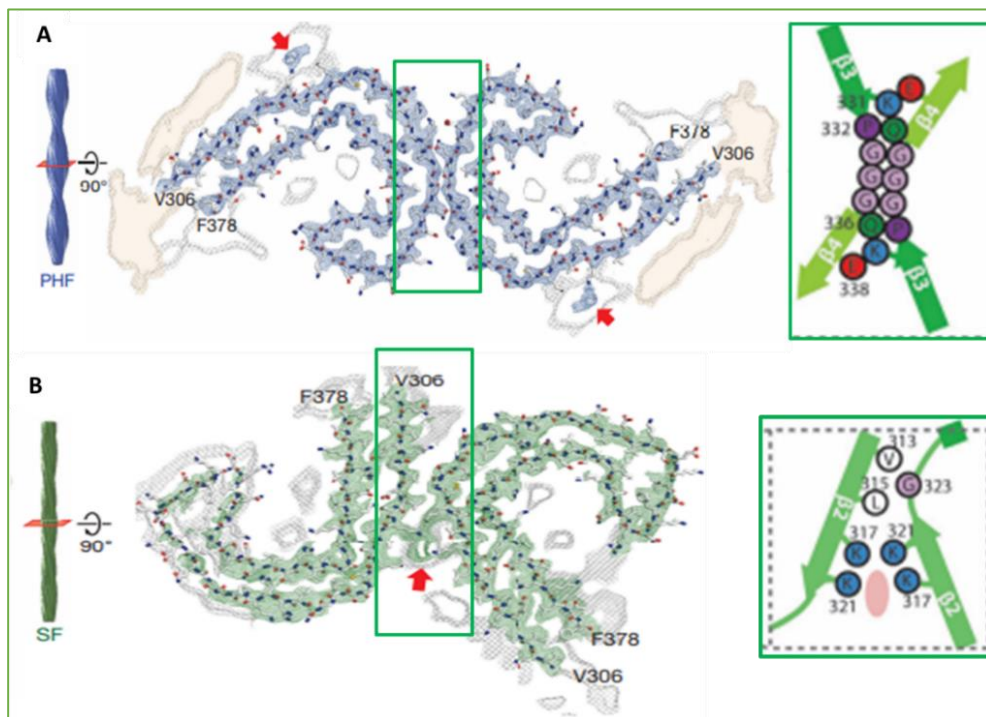 A
V306
F378
F378
V306
90°
PHF
β3
331
K
E
β4
332
P
Q
G
G
G
G
G
G
336
Q
P
β4
K
E
338
β3
B
F378
V306
90°
SF
F378
V306
313
V
315
G
323
L
β2
317
321
K
K
K
K
321
317
β2